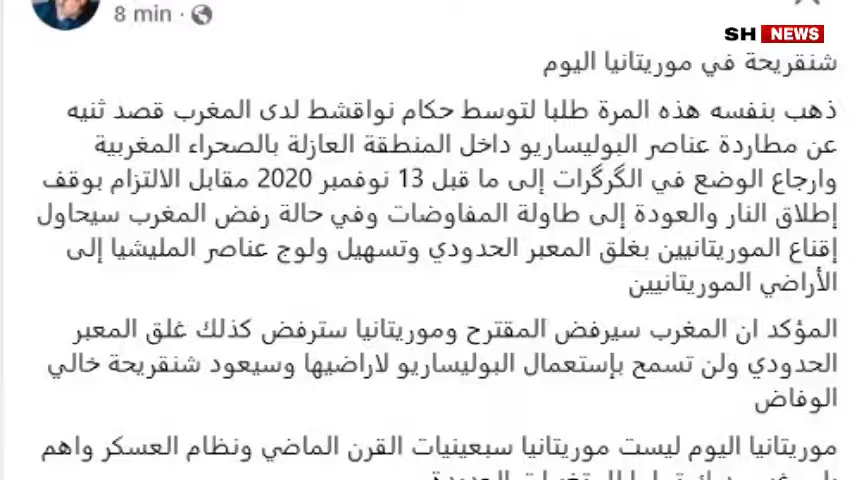 8 min ·
SH NEWS
شنقريحة في موريتانيا اليوم
ذهب بنفسه هذه المرة طلبا لتوسط حكام نواقشط لدى المغرب قصد ثنيه
عن مطاردة عناصر البوليساريو داخل المنطقة العازلة بالصحراء المغربية
وارجاع الوضع في الگرگرات إلى ما قبل 13 نوفمبر 2020 مقابل الالتزام بوقف
إطلاق النار والعودة إلى طاولة المفاوضات وفي حالة رفض المغرب سيحاول
إقناع الموريتانيين بغلق المعبر الحدودي وتسهيل ولوج عناصر المليشيا إلى
الأراضي الموريتانيين
المؤكد ان المغرب سيرفض المقترح وموريتانيا سترفض كذلك غلق المعبر
الحدودي ولن تسمح بإستعمال البوليساريو لاراضيها وسيعود شنقريحة خالي
الوفاض
موريتانيا اليوم ليست موريتانيا سبعينيات القرن الماضي ونظام العسكر واهم